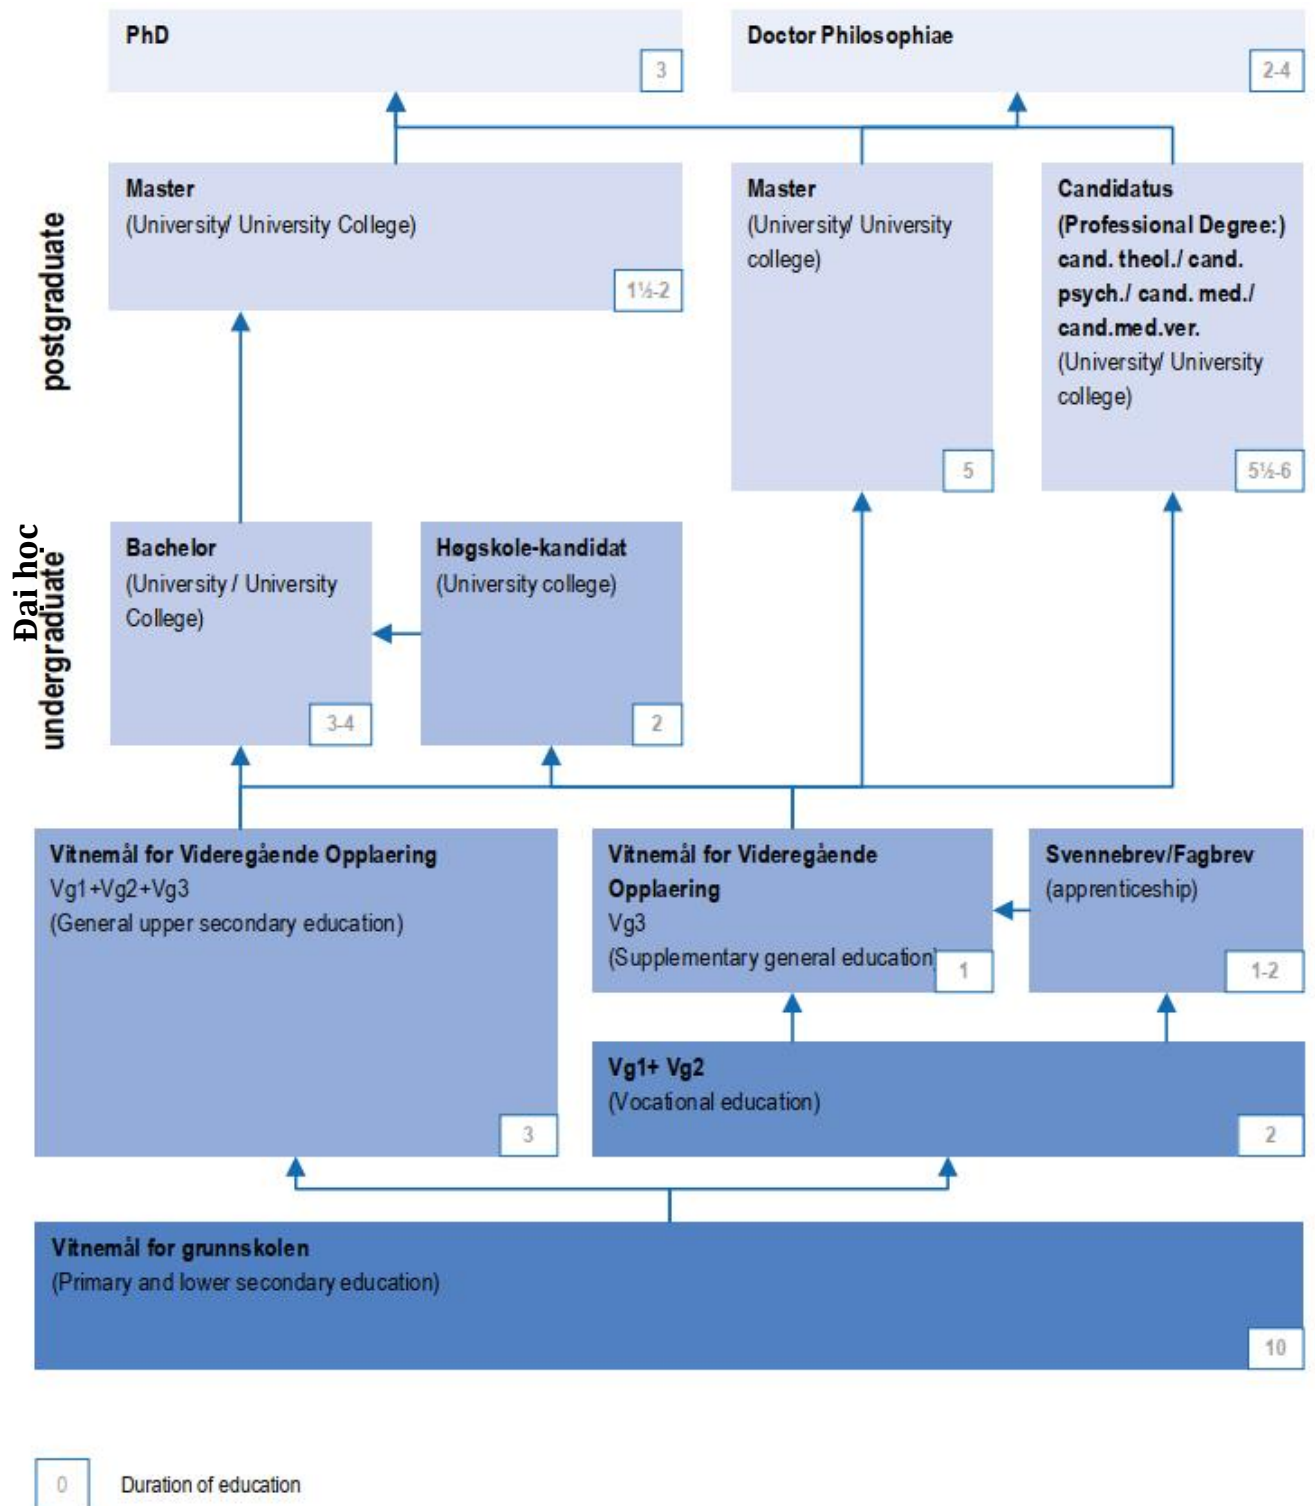 PhD
3
Doctor Philosophiae
2-4
postgraduate
Master
(University/ University College)
1½-2
Master
(University/ University
college)
5
Candidatus
(Professional Degree:)
cand. theol./ cand.
psych./ cand. med./
cand.med.ver.
(University/ University
college)
5½-6
Đại học
undergraduate
Bachelor
(University / University
College)
3-4
Høgskole-kandidat
(University college)
2
Vitnemål for Videregående Opplaering
Vg1+Vg2+Vg3
(General upper secondary education)
3
Vitnemål for Videregående
Opplaering
Vg3
(Supplementary general education)
1
Svennebrev/Fagbrev
(apprenticeship)
1-2
Vg1+ Vg2
(Vocational education)
2
Vitnemål for grunnskolen
(Primary and lower secondary education)
10
0
Duration of education